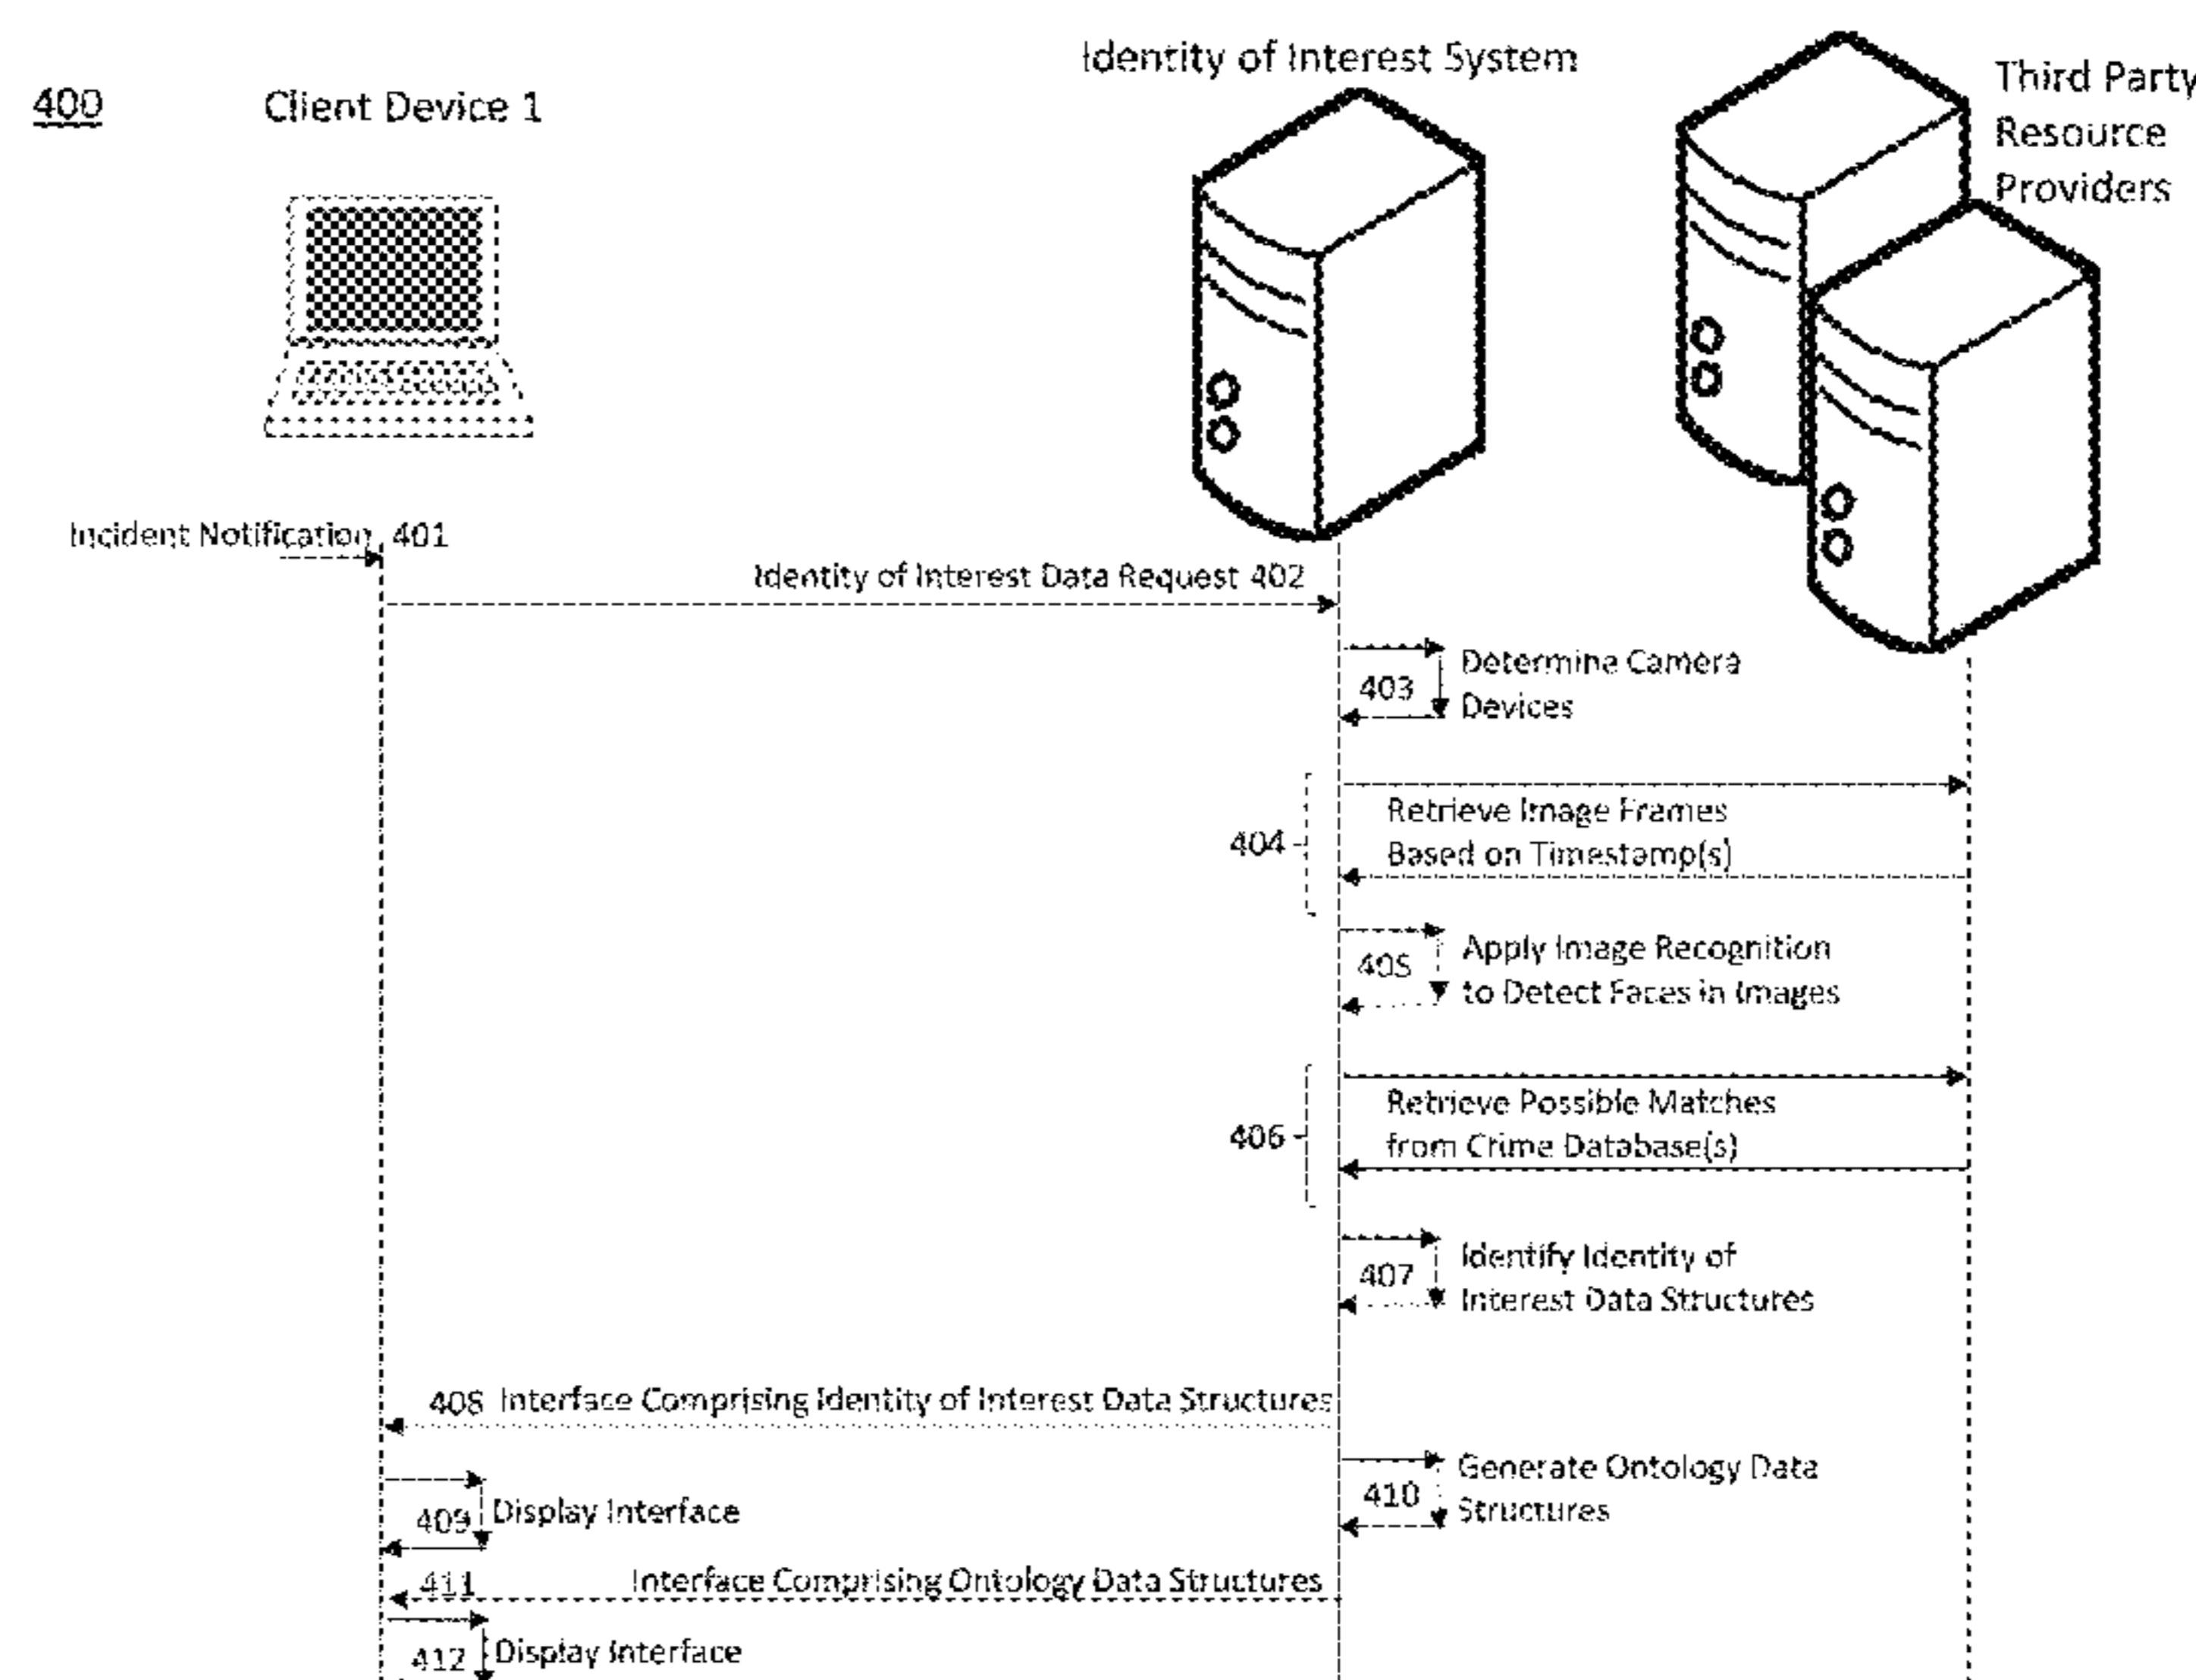 400
Client Device 1
Identity of Interest System
Third Party
Resource
Providers
Incident Notification 401
Identity of Interest Data Request 402
403
Determine Camera
Devices
404
Retrieve Image Frames
Based on Timestamp(s)
405
Apply Image Recognition
to Detect Faces in Images
406
Retrieve Possible Matches
from Crime Database(s)
407
Identify Identity of
Interest Data Structures
408 Interface Comprising Identity of Interest Data Structures
409 Display Interface
410
Generate Ontology Data
Structures
411 Interface Comprising Ontology Data Structures
412 Display Interface